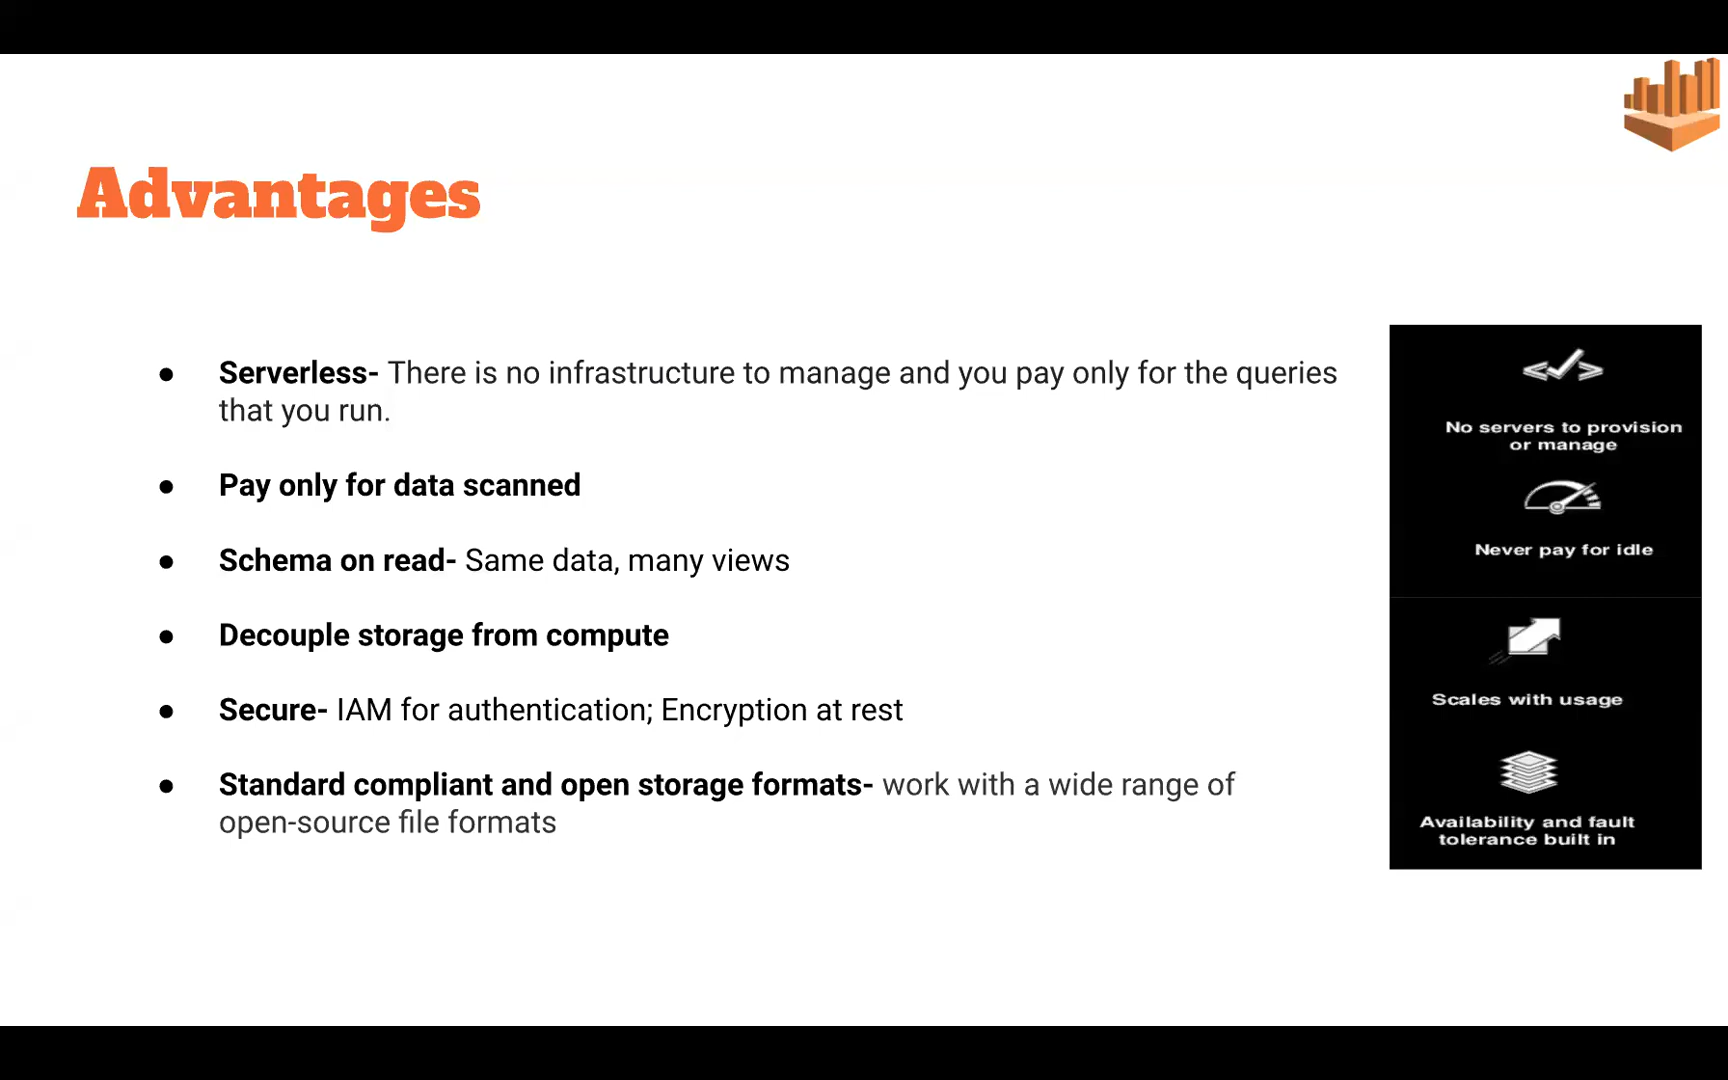 Advantages
● Serverless- There is no infrastructure to manage and you pay only for the queries
that you run.
● Pay only for data scanned
● Schema on read- Same data, many views
● Decouple storage from compute
● Secure- IAM for authentication; Encryption at rest
● Standard compliant and open storage formats- work with a wide range of
open-source file formats
No servers to provision
or manage
Never pay for idle
Scales with usage
Availability and fault
tolerance built in